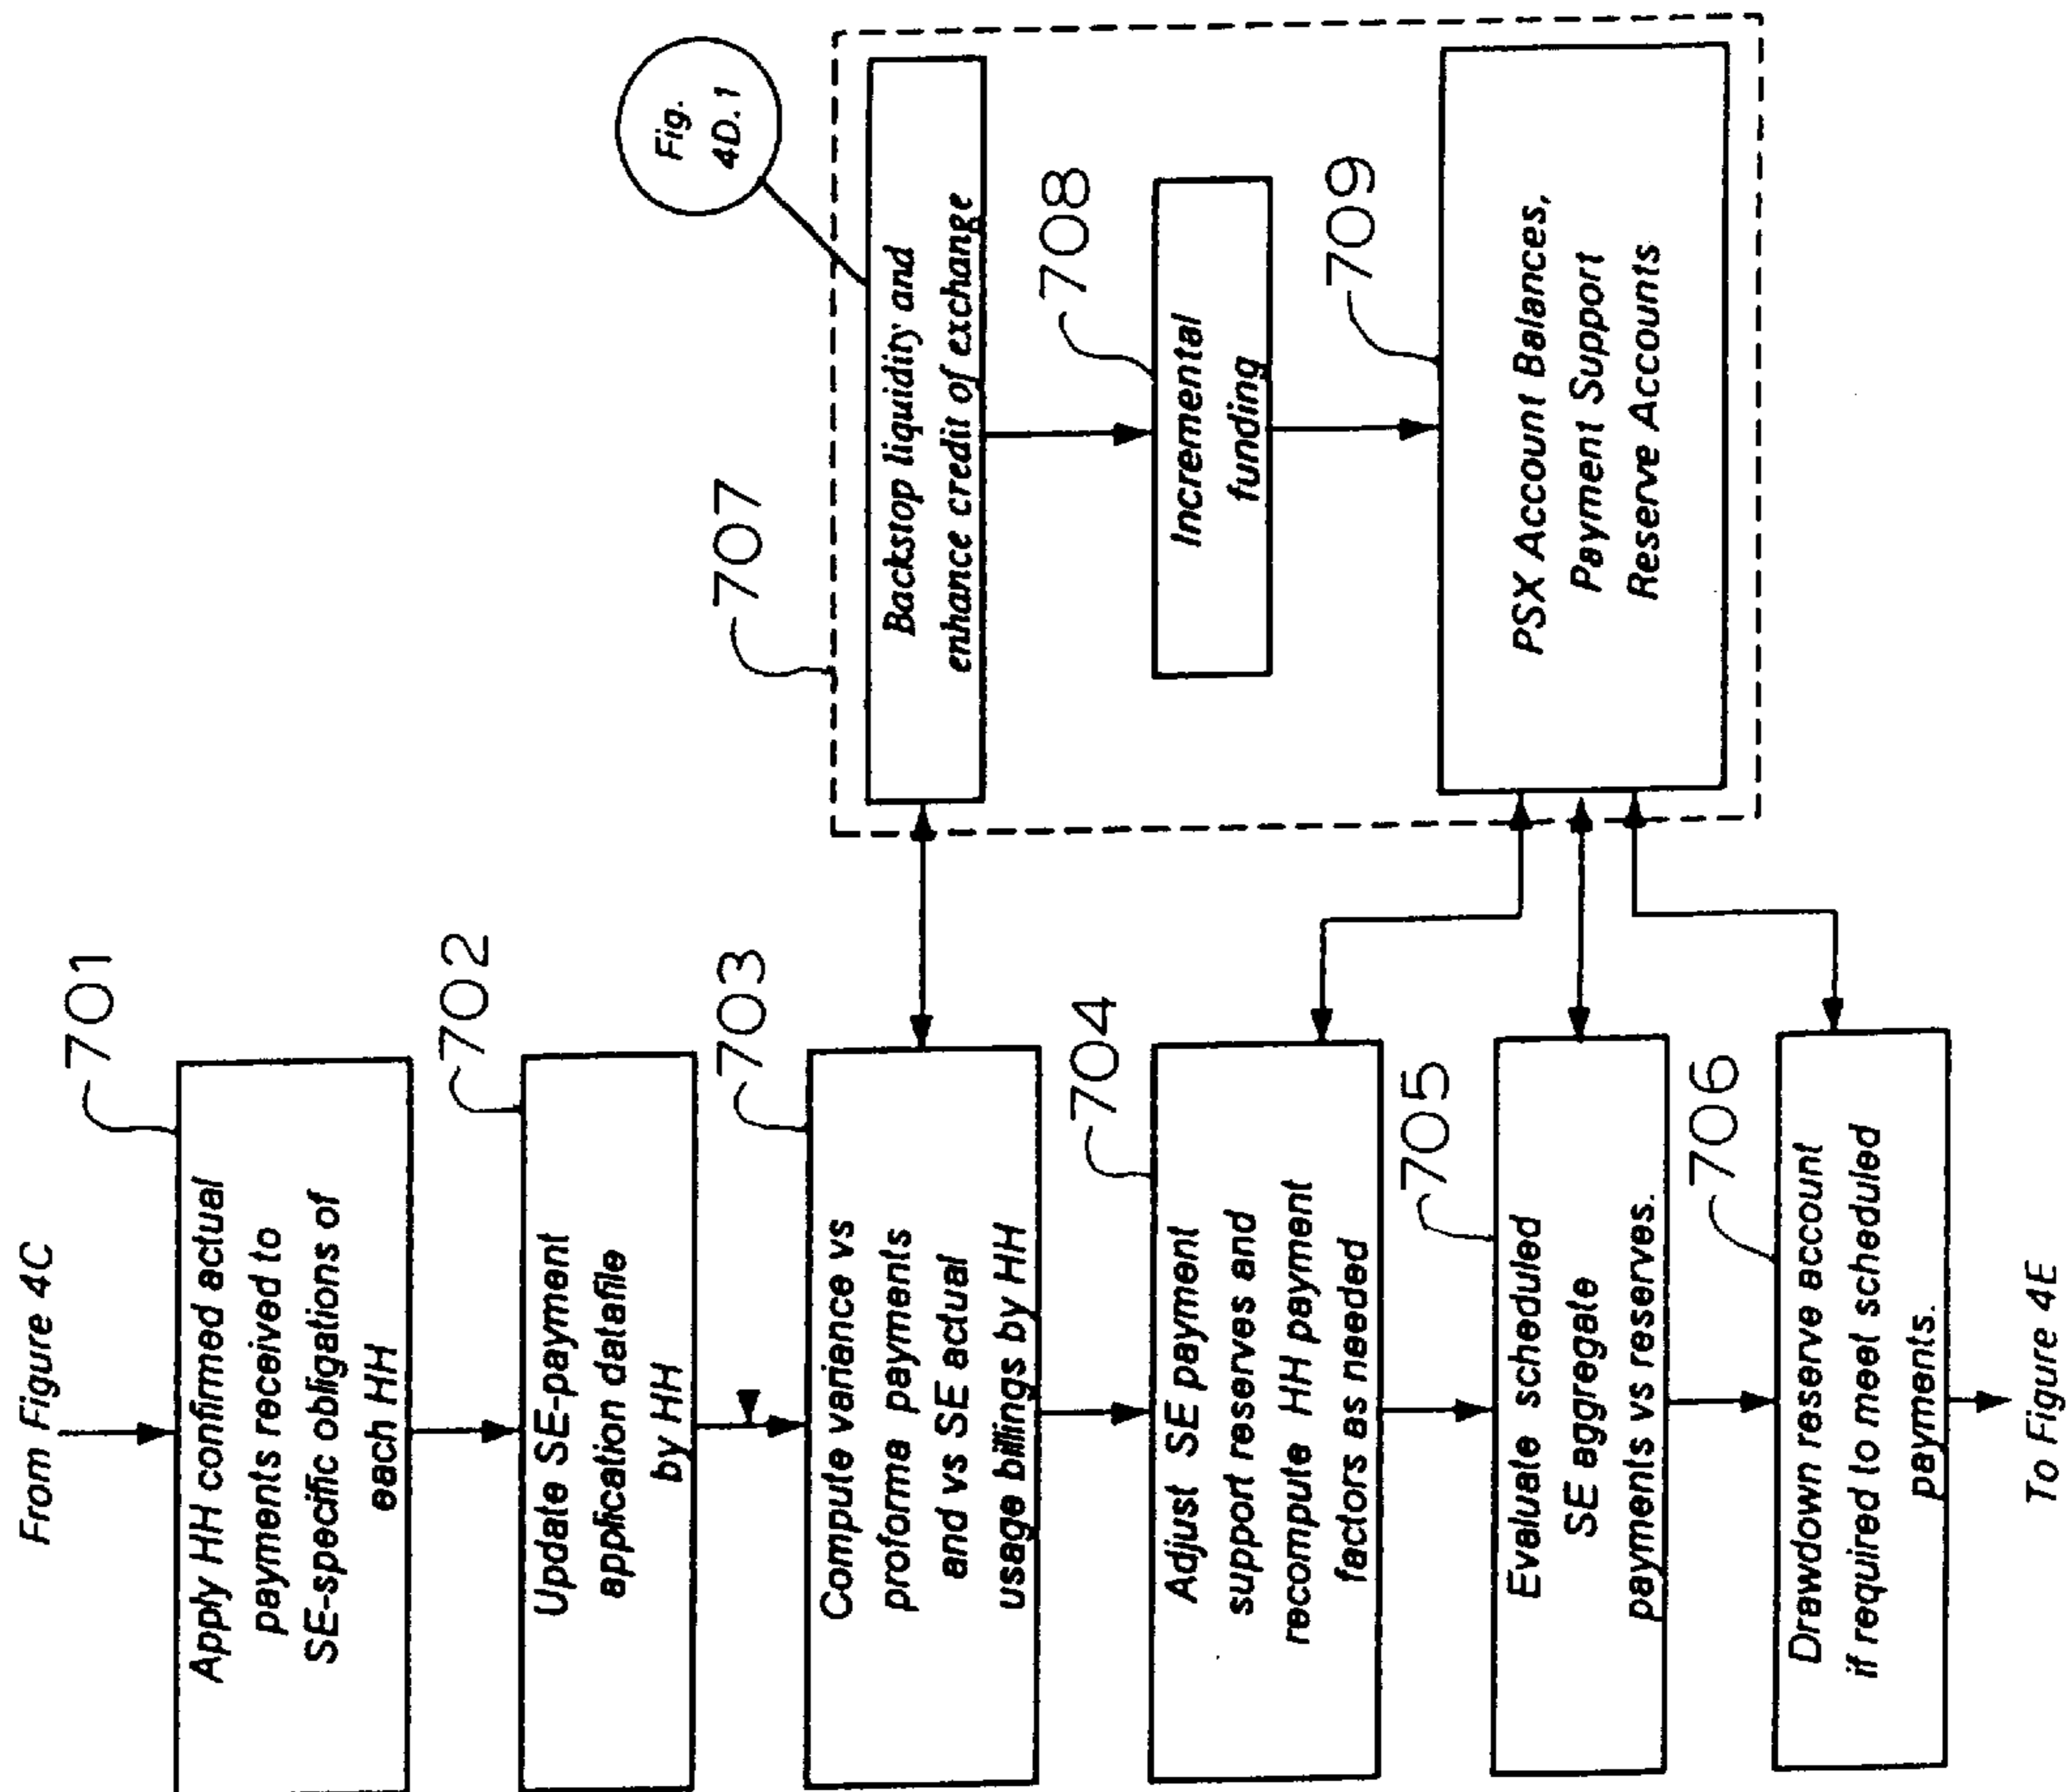 From Figure 4C
701
Apply HH confirmed actual
payments received to
SE-specific obligations of
each HH
702
Update SE-payment
application datafile
by HH
703
Compute variance vs
proforme payments
and vs SE actual
usage billings by HH
704
Adjust SE payment
support reserves and
recompute HH payment
factors as needed
705
Evaluate scheduled
SE aggregate
payments vs reserves.
706
Drawdown reserve account
if required to meet scheduled
payments.
To Figure 4E
707
Fig.
4D.1
Backstop liquidity and
enhance credit of exchange
708
Incremental
funding
709
PSX Account Balances,
Payment Support
Reserve Accounts